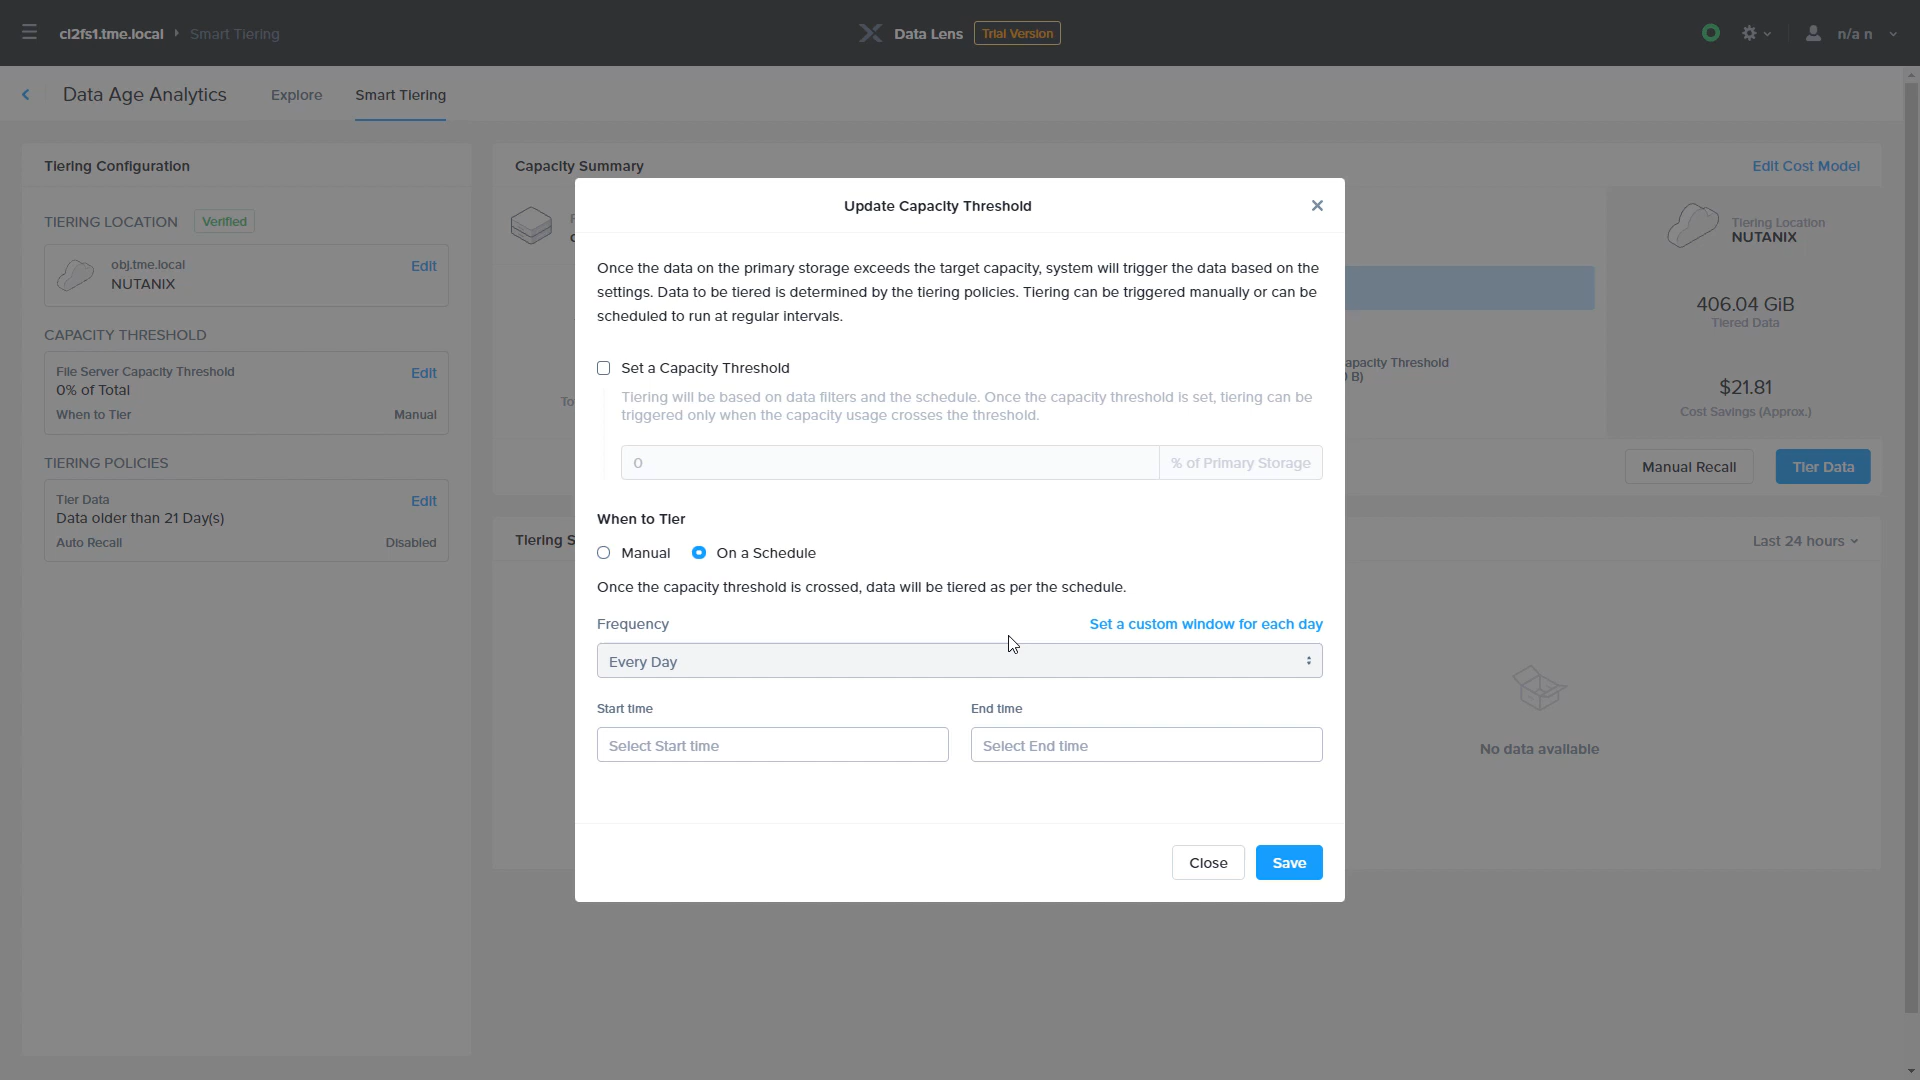 cl2fs1.tme.local
Smart Tiering
Data Lens
Trial Version
n/a n
Data Age Analytics
Explore
Smart Tiering
Tiering Configuration
TIERING LOCATION
Verified
obj.tme.local
NUTANIX
Edit
CAPACITY THRESHOLD
File Server Capacity Threshold
0% of Total
Edit
When to Tier
Manual
TIERING POLICIES
Tier Data
Data older than 21 Day(s)
Edit
Auto Recall
Disabled
Capacity Summary
Edit Cost Model
Tiering Location
NUTANIX
406.04 GiB
Tiered Data
apacity Threshold
B)
$21.81
Cost Savings (Approx.)
To
Manual Recall
Tier Data
Tiering S
Last 24 hours
No data available
Update Capacity Threshold
Once the data on the primary storage exceeds the target capacity, system will trigger the data based on the
settings. Data to be tiered is determined by the tiering policies. Tiering can be triggered manually or can be
scheduled to run at regular intervals.
Set a Capacity Threshold
Tiering will be based on data filters and the schedule. Once the capacity threshold is set, tiering can be
triggered only when the capacity usage crosses the threshold.
0
% of Primary Storage
When to Tier
Manual
On a Schedule
Once the capacity threshold is crossed, data will be tiered as per the schedule.
Frequency
Set a custom window for each day
Every Day
Start time
End time
Select Start time
Select End time
Close
Save